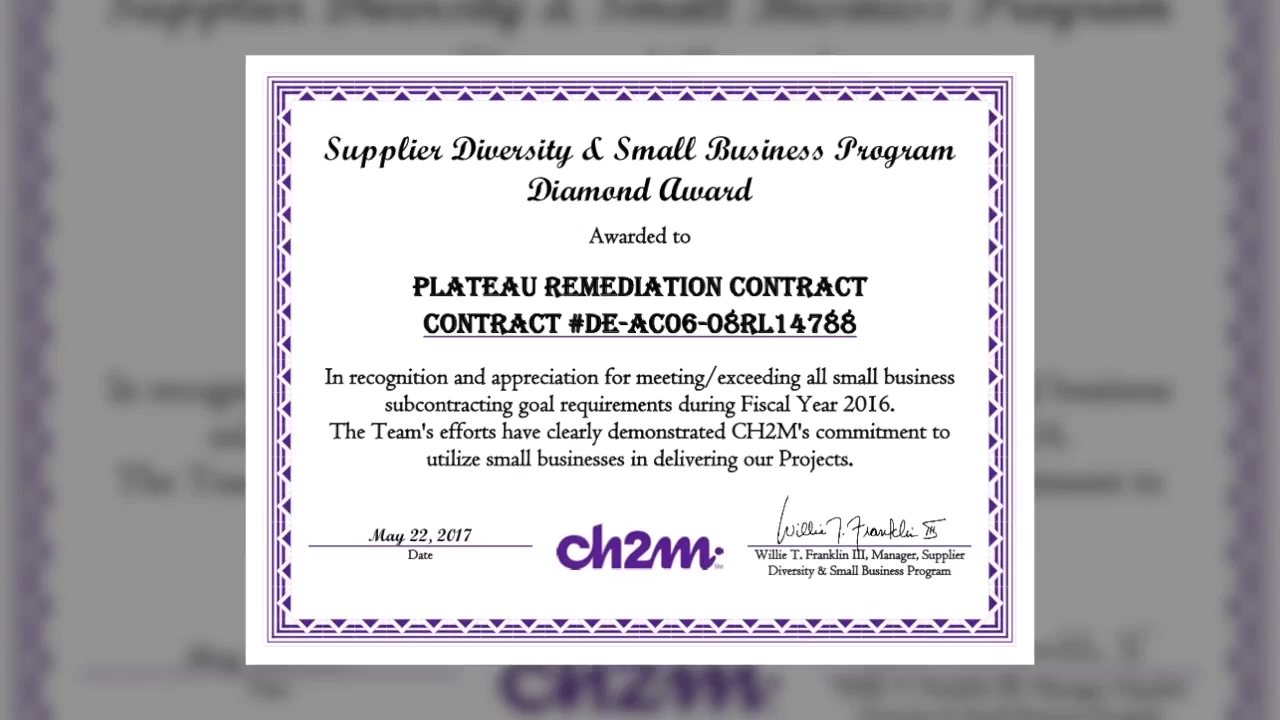 Supplier Diversity & Small Business Program
Diamond Award
Awarded to
PLATEAU REMEDIATION CONTRACT
CONTRACT #DE-AC06-08RL14788
In recognition and appreciation for meeting/exceeding all small business
subcontracting goal requirements during Fiscal Year 2016.
The Team's efforts have clearly demonstrated CH2M's commitment to
utilize small businesses in delivering our Projects.
May 22, 2017
Date
ch2m: SM
Willie T. Franklin III
Willie T. Franklin III, Manager, Supplier
Diversity & Small Business Program